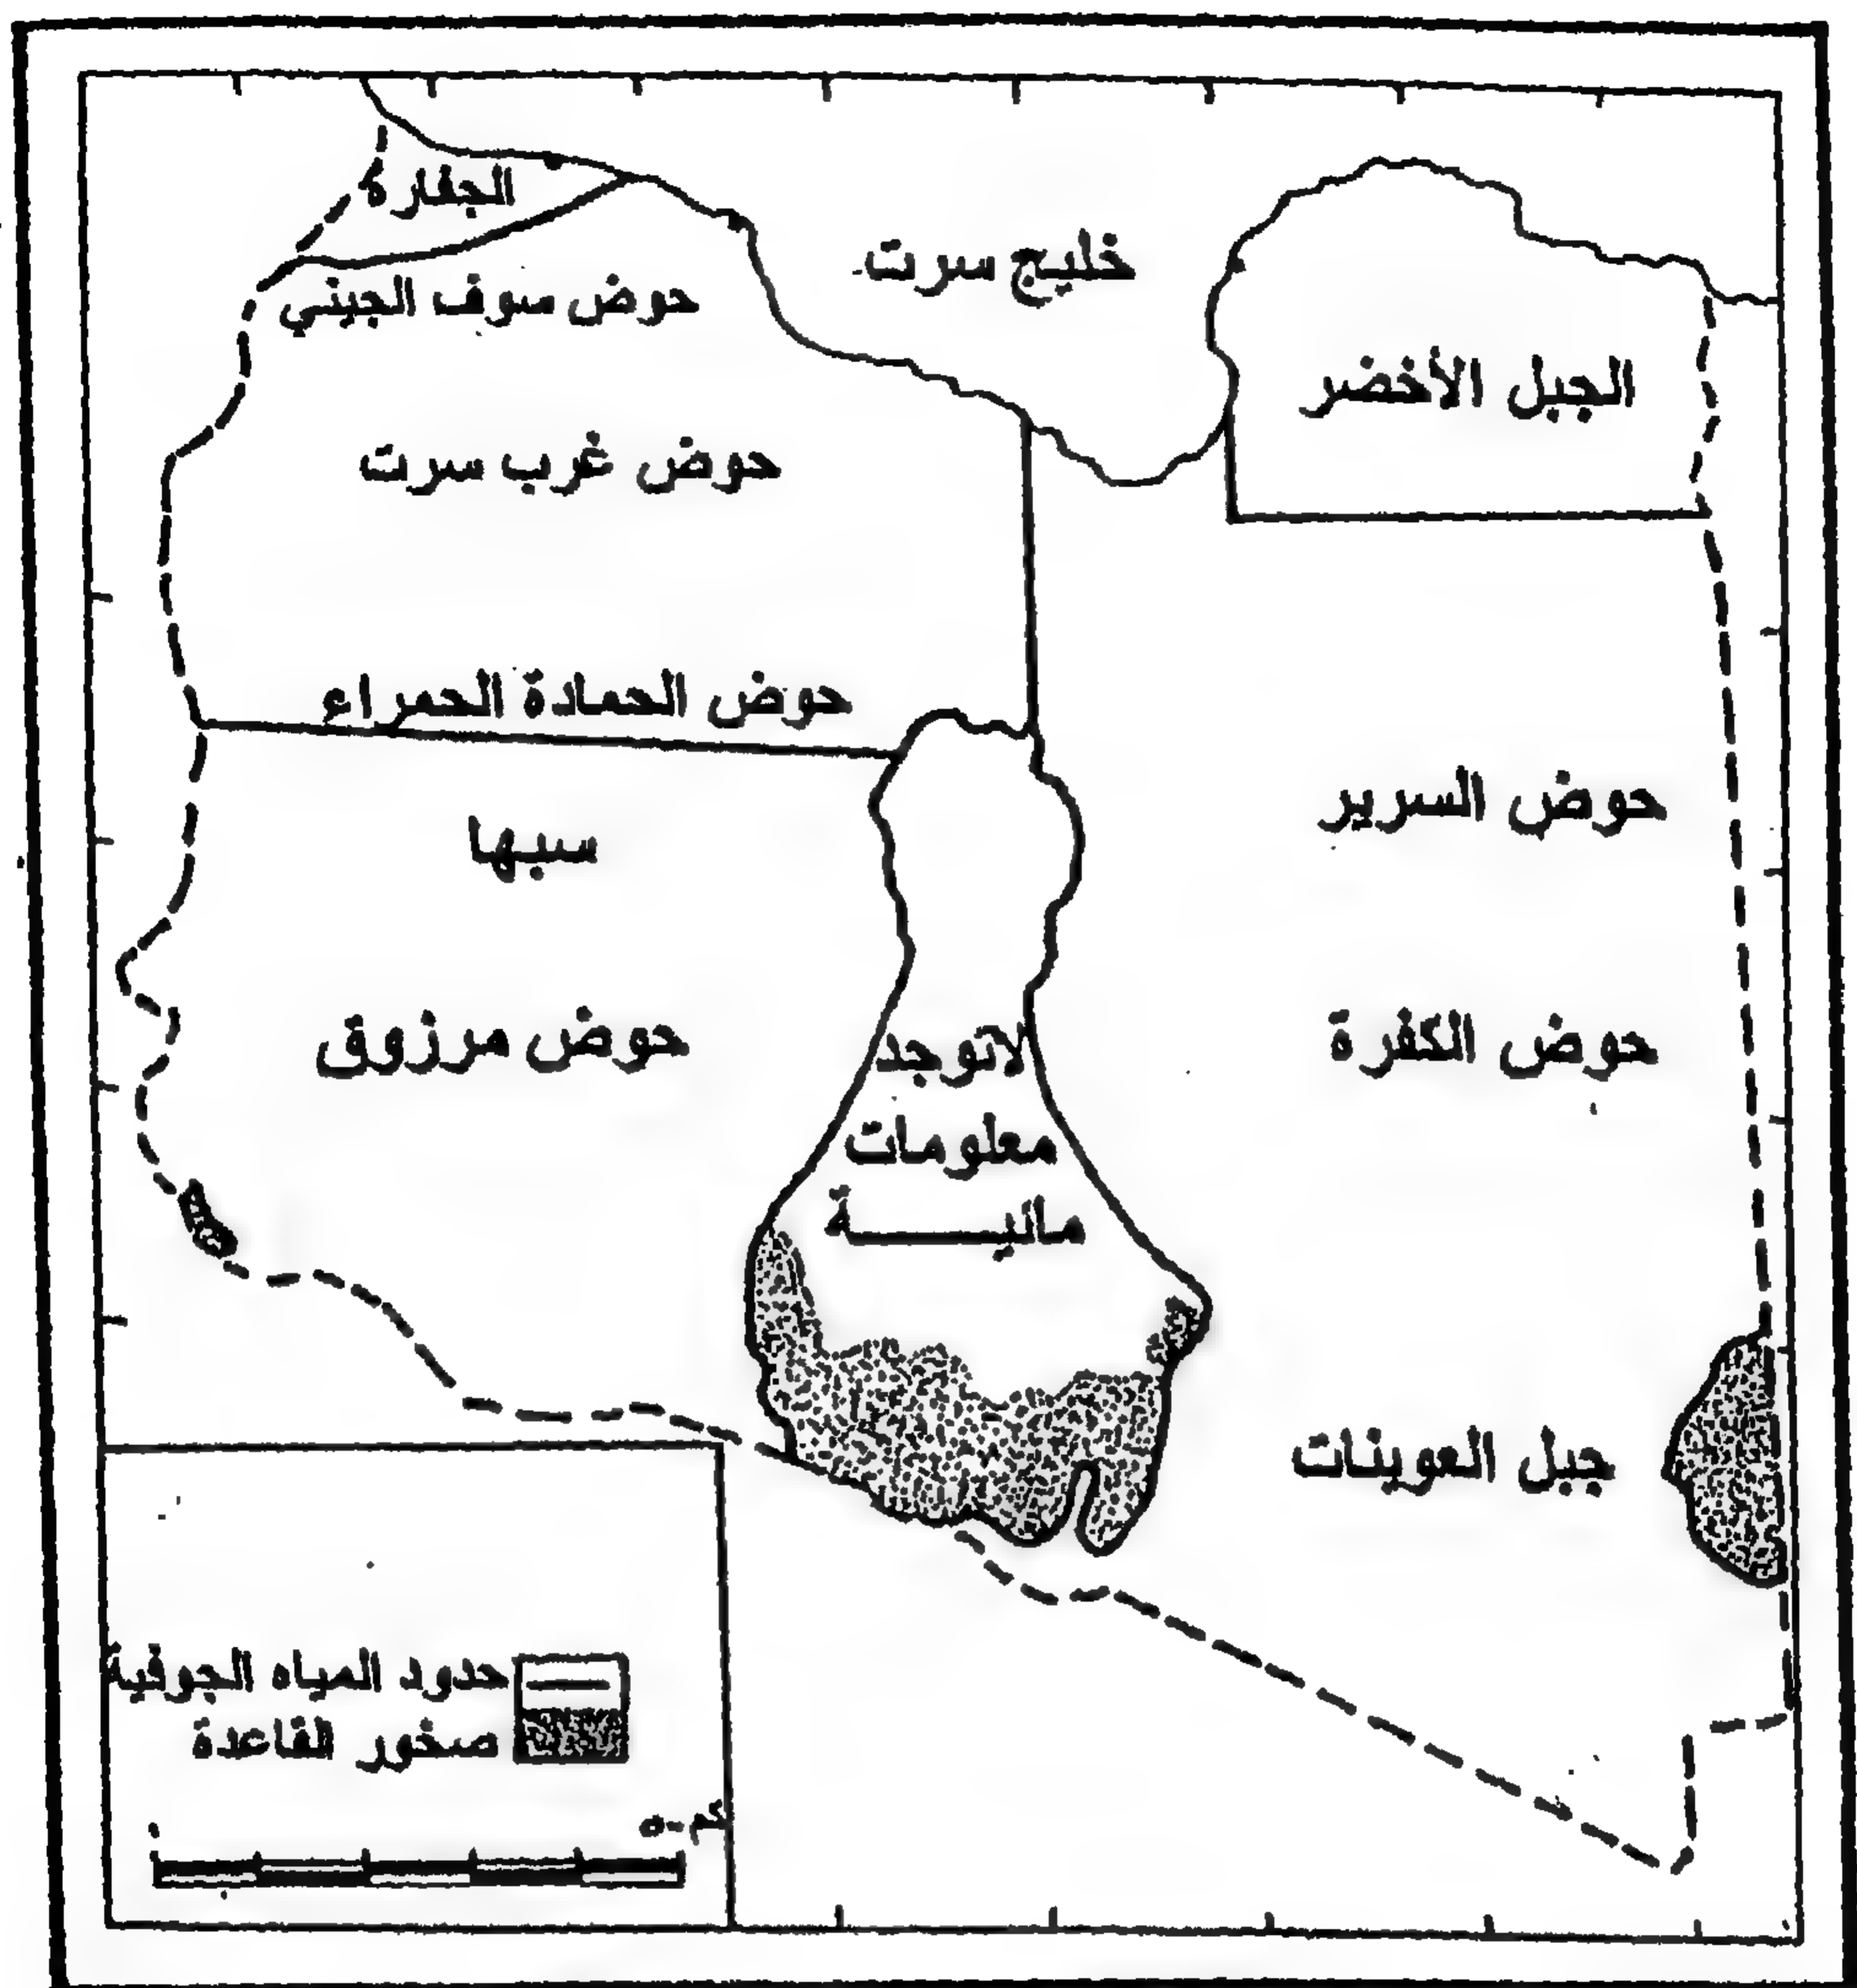 الجفارة
خليج سرت
حوض سوف الجيني
الجبل الأخضر
حوض غرب سرت
حوض الحمادة الحمراء
حوض السرير
سبها
حوض الكفرة
حوض مرزوق
لاتوجد
معلومات
ماليـــــة
جبل العوينات
حدود المياه الجوفية
صخور القاعدة
كم